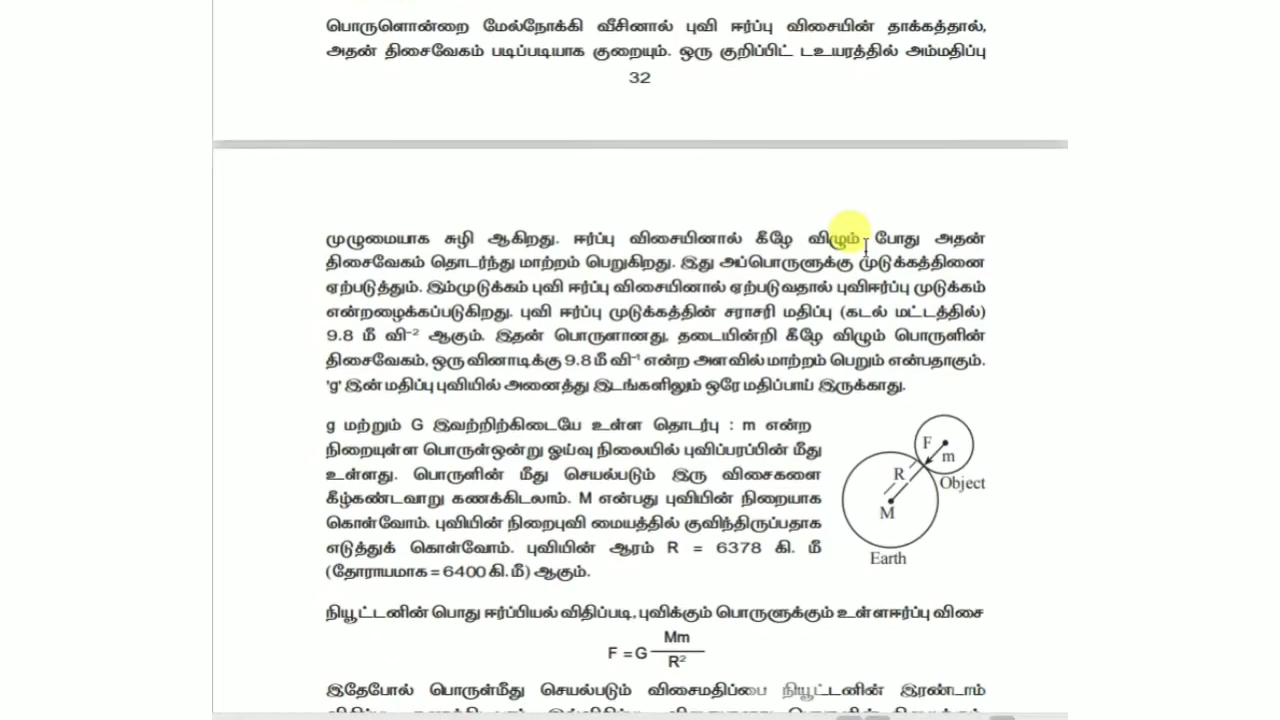 பொருளொன்றை மேல்நோக்கி வீசினால் புவி ஈர்ப்பு விசையின் தாக்கத்தால்,
அதன் திசைவேகம் படிப்படியாக குறையும். ஒரு குறிப்பிட் டஉயரத்தில் அம்மதிப்பு
32
முழுமையாக சுழி ஆகிறது. ஈர்ப்பு விசையினால் கீழே விழும் போது அதன்
திசைவேகம் தொடர்ந்து மாற்றம் பெறுகிறது. இது அப்பொருளுக்கு முடுக்கத்தினை
ஏற்படுத்தும். இம்முடுக்கம் புவி ஈர்ப்பு விசையினால் ஏற்படுவதால் புவிஈர்ப்பு முடுக்கம்
என்றழைக்கப்படுகிறது. புவி ஈர்ப்பு முடுக்கத்தின் சராசரி மதிப்பு (கடல் மட்டத்தில்)
9.8 மீ வி⁻² ஆகும். இதன் பொருளானது, தடையின்றி கீழே விழும் பொருளின்
திசைவேகம், ஒரு வினாடிக்கு 9.8 மீ வி⁻¹ என்ற அளவில் மாற்றம் பெறும் என்பதாகும்.
'g' இன் மதிப்பு புவியில் அனைத்து இடங்களிலும் ஒரே மதிப்பாய் இருக்காது.
g மற்றும் G இவற்றிற்கிடையே உள்ள தொடர்பு : m என்ற
நிறையுள்ள பொருள்ஒன்று ஓய்வு நிலையில் புவிப்பரப்பின் மீது
உள்ளது. பொருளின் மீது செயல்படும் இரு விசைகளை
கீழ்கண்டவாறு கணக்கிடலாம். M என்பது புவியின் நிறையாக
கொள்வோம். புவியின் நிறைபுவி மையத்தில் குவிந்திருப்பதாக
எடுத்துக் கொள்வோம். புவியின் ஆரம் R = 6378 கி. மீ
(தோராயமாக = 6400 கி. மீ) ஆகும்.
F
m
R
Object
M
Earth
நியூட்டனின் பொது ஈர்ப்பியல் விதிப்படி, புவிக்கும் பொருளுக்கும் உள்ளஈர்ப்பு விசை
F = G Mm
R²
இதேபோல் பொருள்மீது செயல்படும் விசைமதிப்பை நியூட்டனின் இரண்டாம்